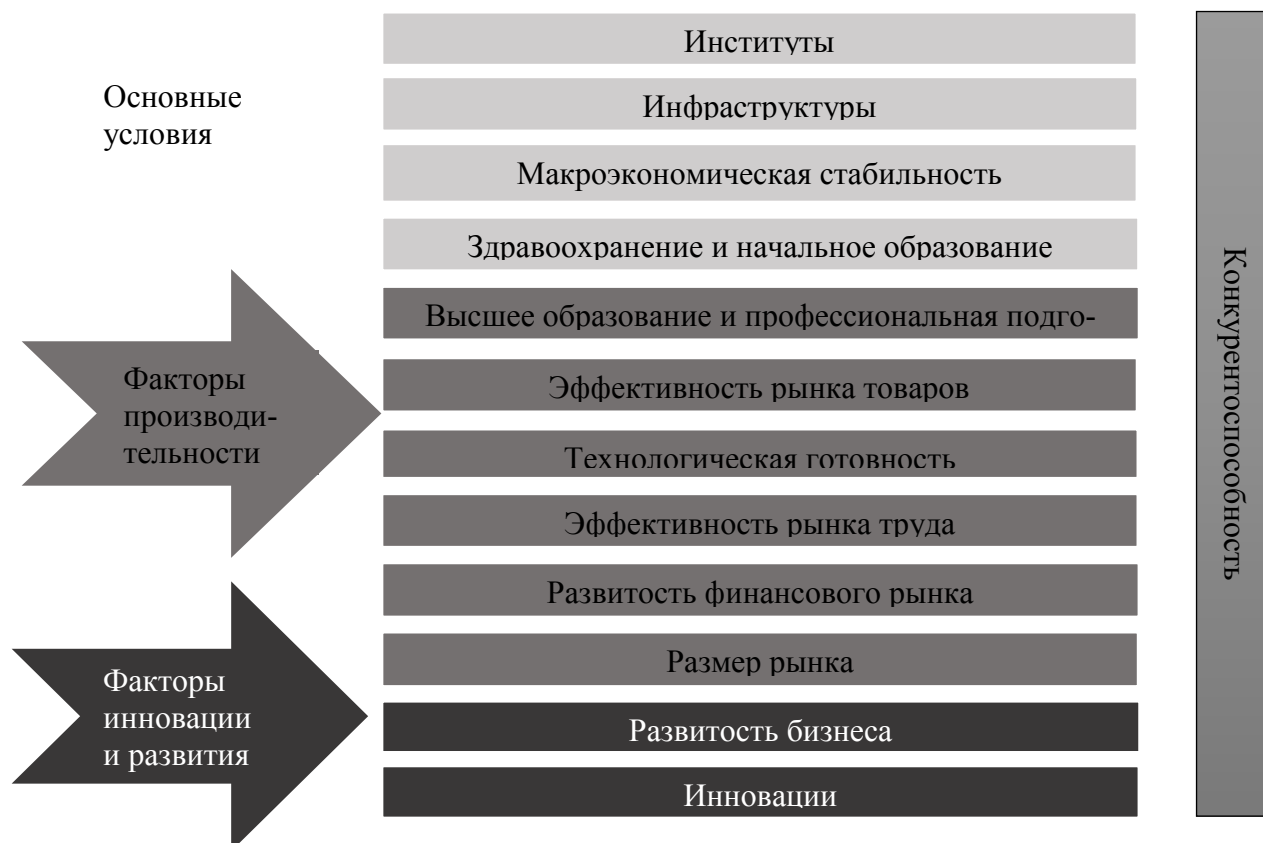 Основные
условия
Институты
Инфраструктуры
Макроэкономическая стабильность
Здравоохранение и начальное образование
Факторы
производи-
тельности
Высшее образование и профессиональная подго-
Эффективность рынка товаров
Технологическая готовность
Эффективность рынка труда
Развитость финансового рынка
Размер рынка
Факторы
инновации
и развития
Развитость бизнеса
Инновации
Конкурентоспособность